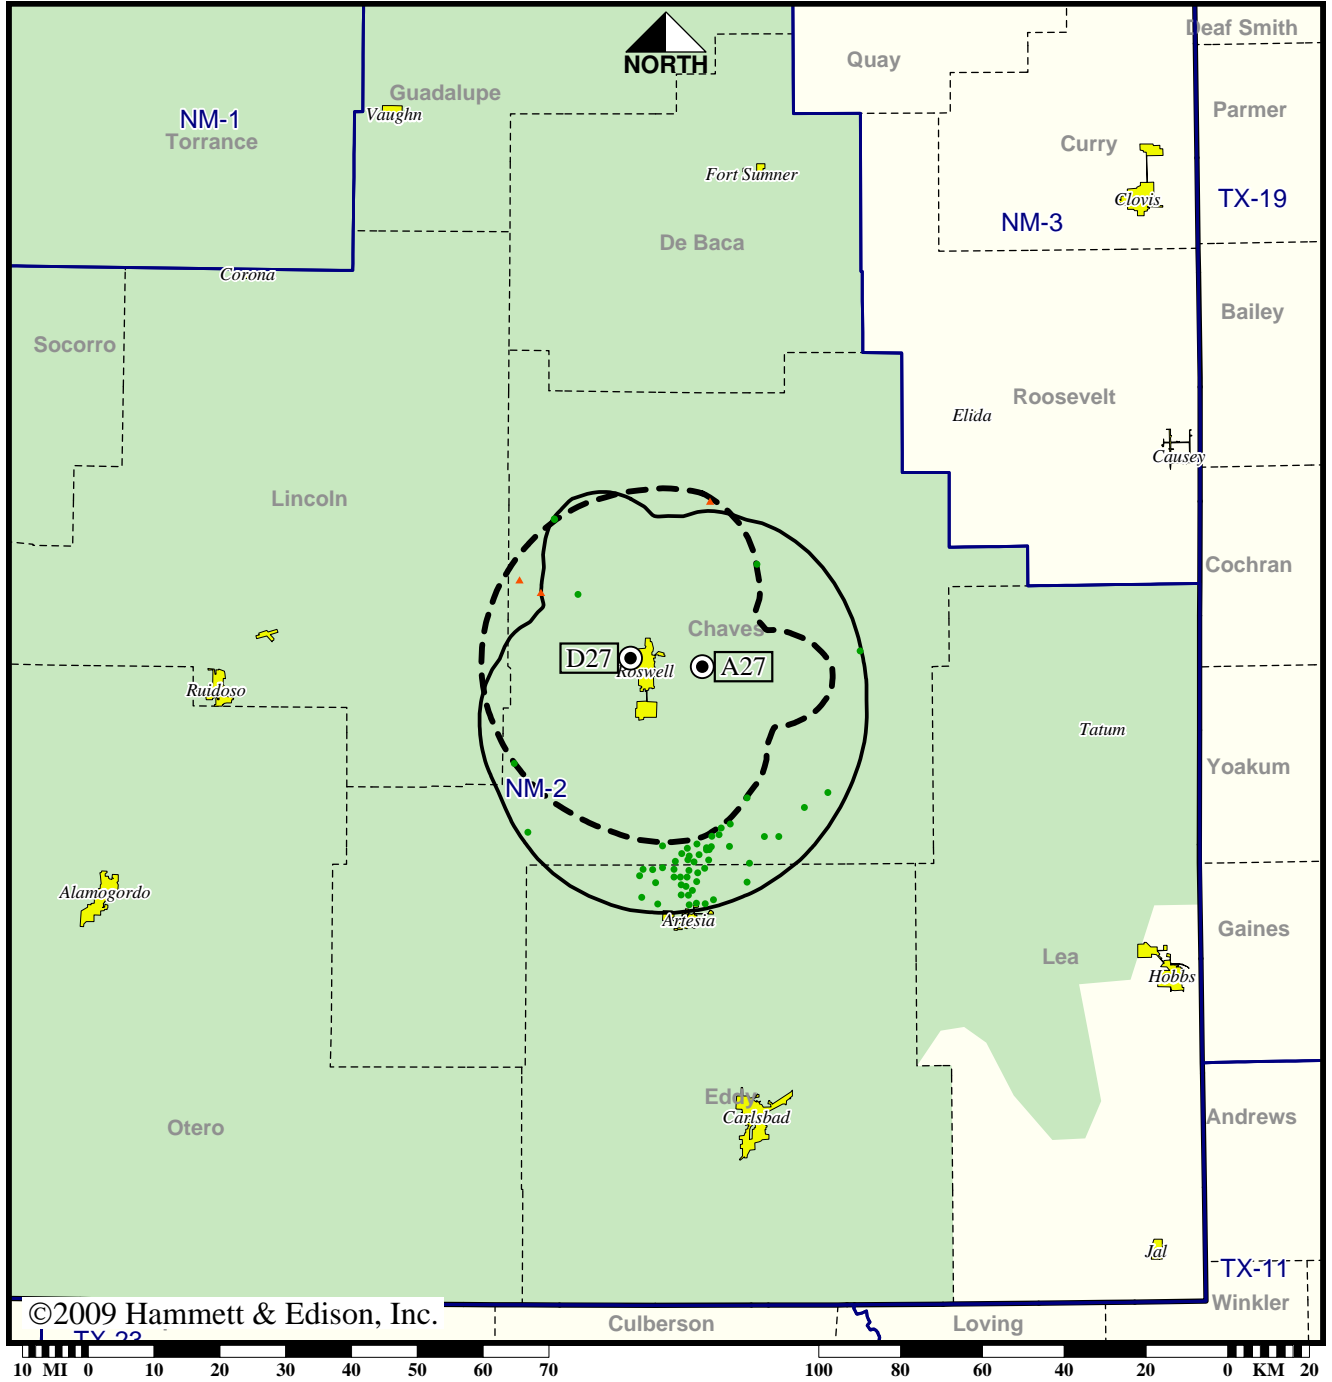 Deaf Smith
Quay
NORTH
Guadalupe
Vaughn
NM-1
Torrance
Parmer
Curry
Fort Sumner
Clovis
TX-19
NM-3
De Baca
Corona
Bailey
Socorro
Roosevelt
Elida
Causey
Lincoln
Cochran
Chaves
D27
A27
Roswell
Ruidoso
Tatum
Yoakum
NM-2
Alamogordo
Artesia
Gaines
Lea
Hobbs
Eddy
Carlsbad
Andrews
Otero
Jal
TX-11
Winkler
©2009 Hammett & Edison, Inc.
Culberson
Loving
TX-23
10 MI 0 10 20 30 40 50 60 70
100 80 60 40 20 0 KM 20